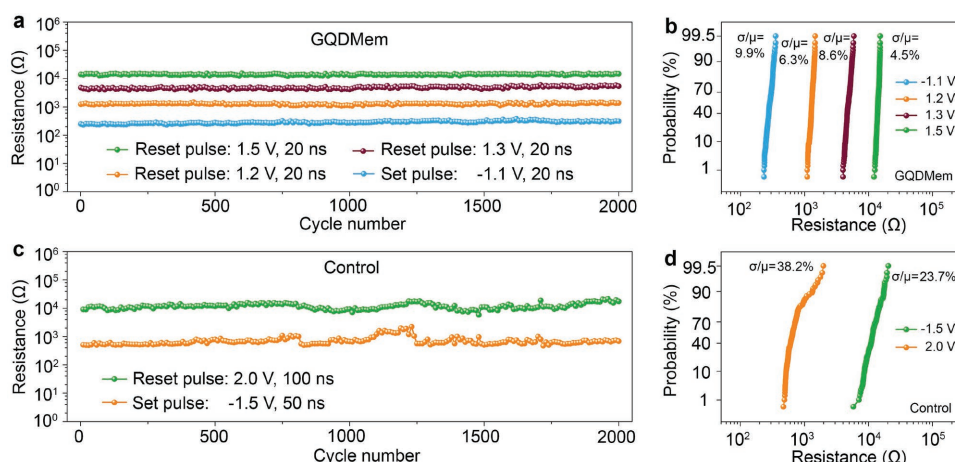 a
GQDMem
Resistance (Ω)
10⁶
10⁵
10⁴
10³
10²
10¹
10⁰
Reset pulse: 1.5 V, 20 ns
Reset pulse: 1.3 V, 20 ns
Reset pulse: 1.2 V, 20 ns
Set pulse: -1.1 V, 20 ns
0 500 1000 1500 2000
Cycle number
b
Probability (%)
99.5
90
70
40
10
1
σ/μ=
9.9%
σ/μ=
6.3%
σ/μ=
8.6%
σ/μ=
4.5%
-1.1 V
1.2 V
1.3 V
1.5 V
GQDMem
10² 10³ 10⁴ 10⁵
Resistance (Ω)
c
Control
Resistance (Ω)
10⁶
10⁵
10⁴
10³
10²
10¹
10⁰
Reset pulse: 2.0 V, 100 ns
Set pulse: -1.5 V, 50 ns
0 500 1000 1500 2000
Cycle number
d
Probability (%)
99.5
90
70
40
10
1
σ/μ=38.2%
σ/μ=23.7%
-1.5 V
2.0 V
Control
10² 10³ 10⁴ 10⁵
Resistance (Ω)